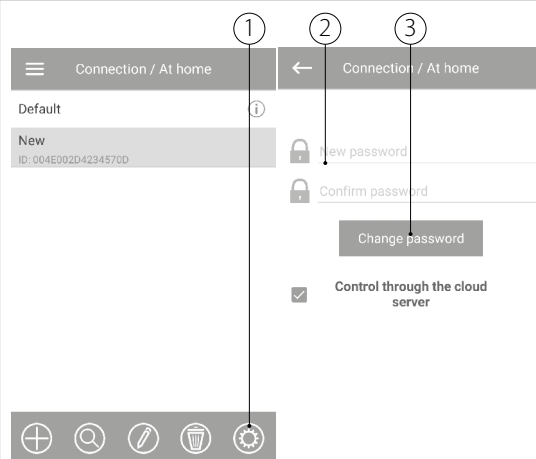 1
2
3
Connection / At home
Default
i
New
ID: 004E002D4234570D
Connection / At home
New password
Confirm password
Change password
Control through the cloud
server